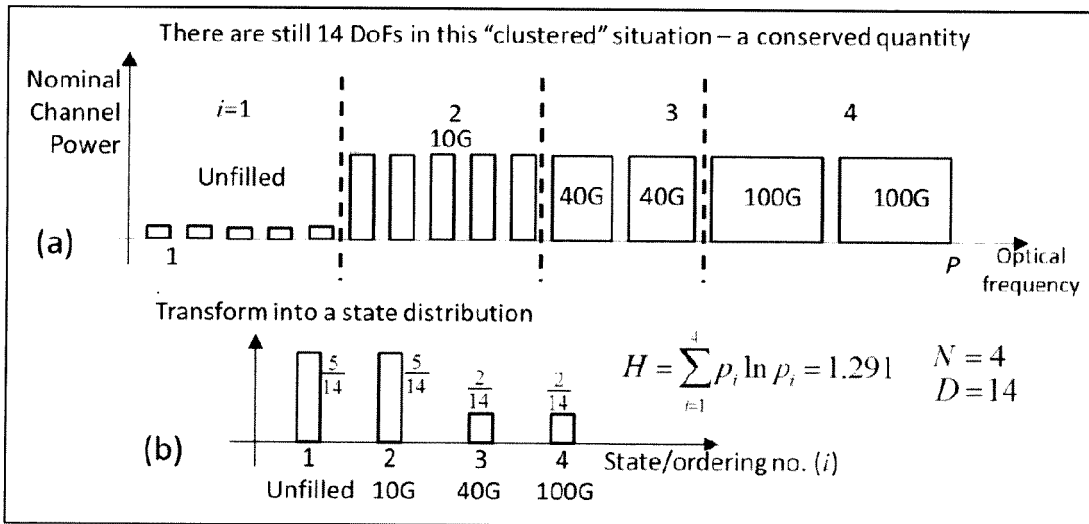 There are still 14 DoFs in this “clustered” situation – a conserved quantity
Nominal
Channel
Power
i=1
2
3
4
10G
Unfilled
40G
40G
100G
100G
(a)
1
P
Optical
frequency
Transform into a state distribution
5/14
5/14
2/14
2/14
H = ∑ p_i ln p_i = 1.291
4
i=1
N = 4
D = 14
(b)
1 2 3 4
State/ordering no. (i)
Unfilled 10G 40G 100G